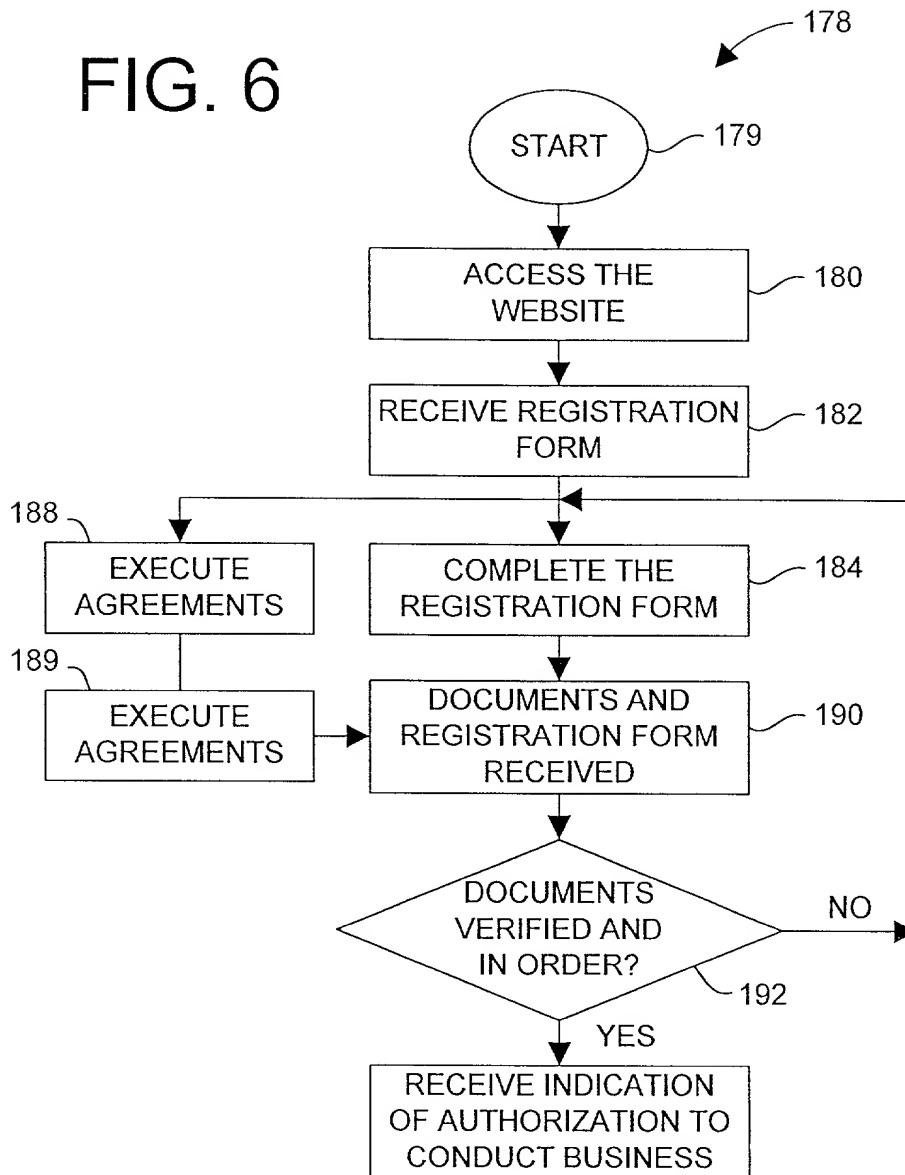 178
FIG. 6
START
179
ACCESS THE
WEBSITE
180
RECEIVE REGISTRATION
FORM
182
188
EXECUTE
AGREEMENTS
COMPLETE THE
REGISTRATION FORM
184
189
EXECUTE
AGREEMENTS
DOCUMENTS AND
REGISTRATION FORM
RECEIVED
190
DOCUMENTS
VERIFIED AND
IN ORDER?
NO
192
YES
RECEIVE INDICATION
OF AUTHORIZATION TO
CONDUCT BUSINESS